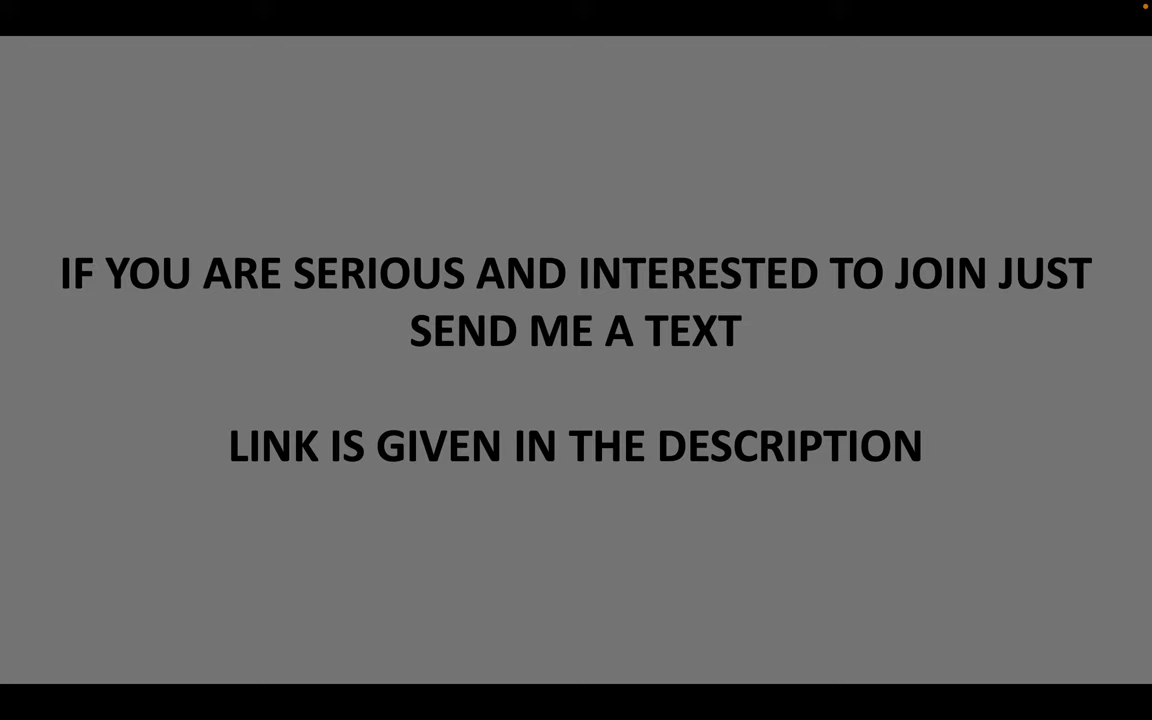 IF YOU ARE SERIOUS AND INTERESTED TO JOIN JUST
SEND ME A TEXT
LINK IS GIVEN IN THE DESCRIPTION